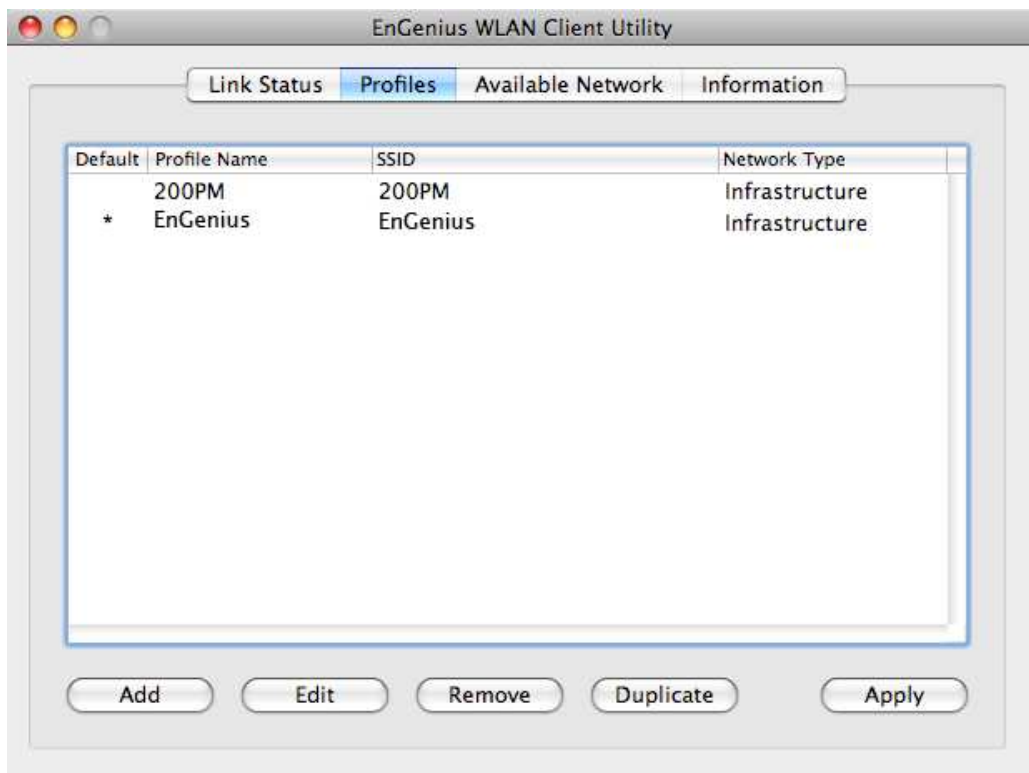 EnGenius WLAN Client Utility
Link Status Profiles Available Network Information
Default Profile Name SSID Network Type
200PM 200PM Infrastructure
* EnGenius EnGenius Infrastructure
Add Edit Remove Duplicate Apply